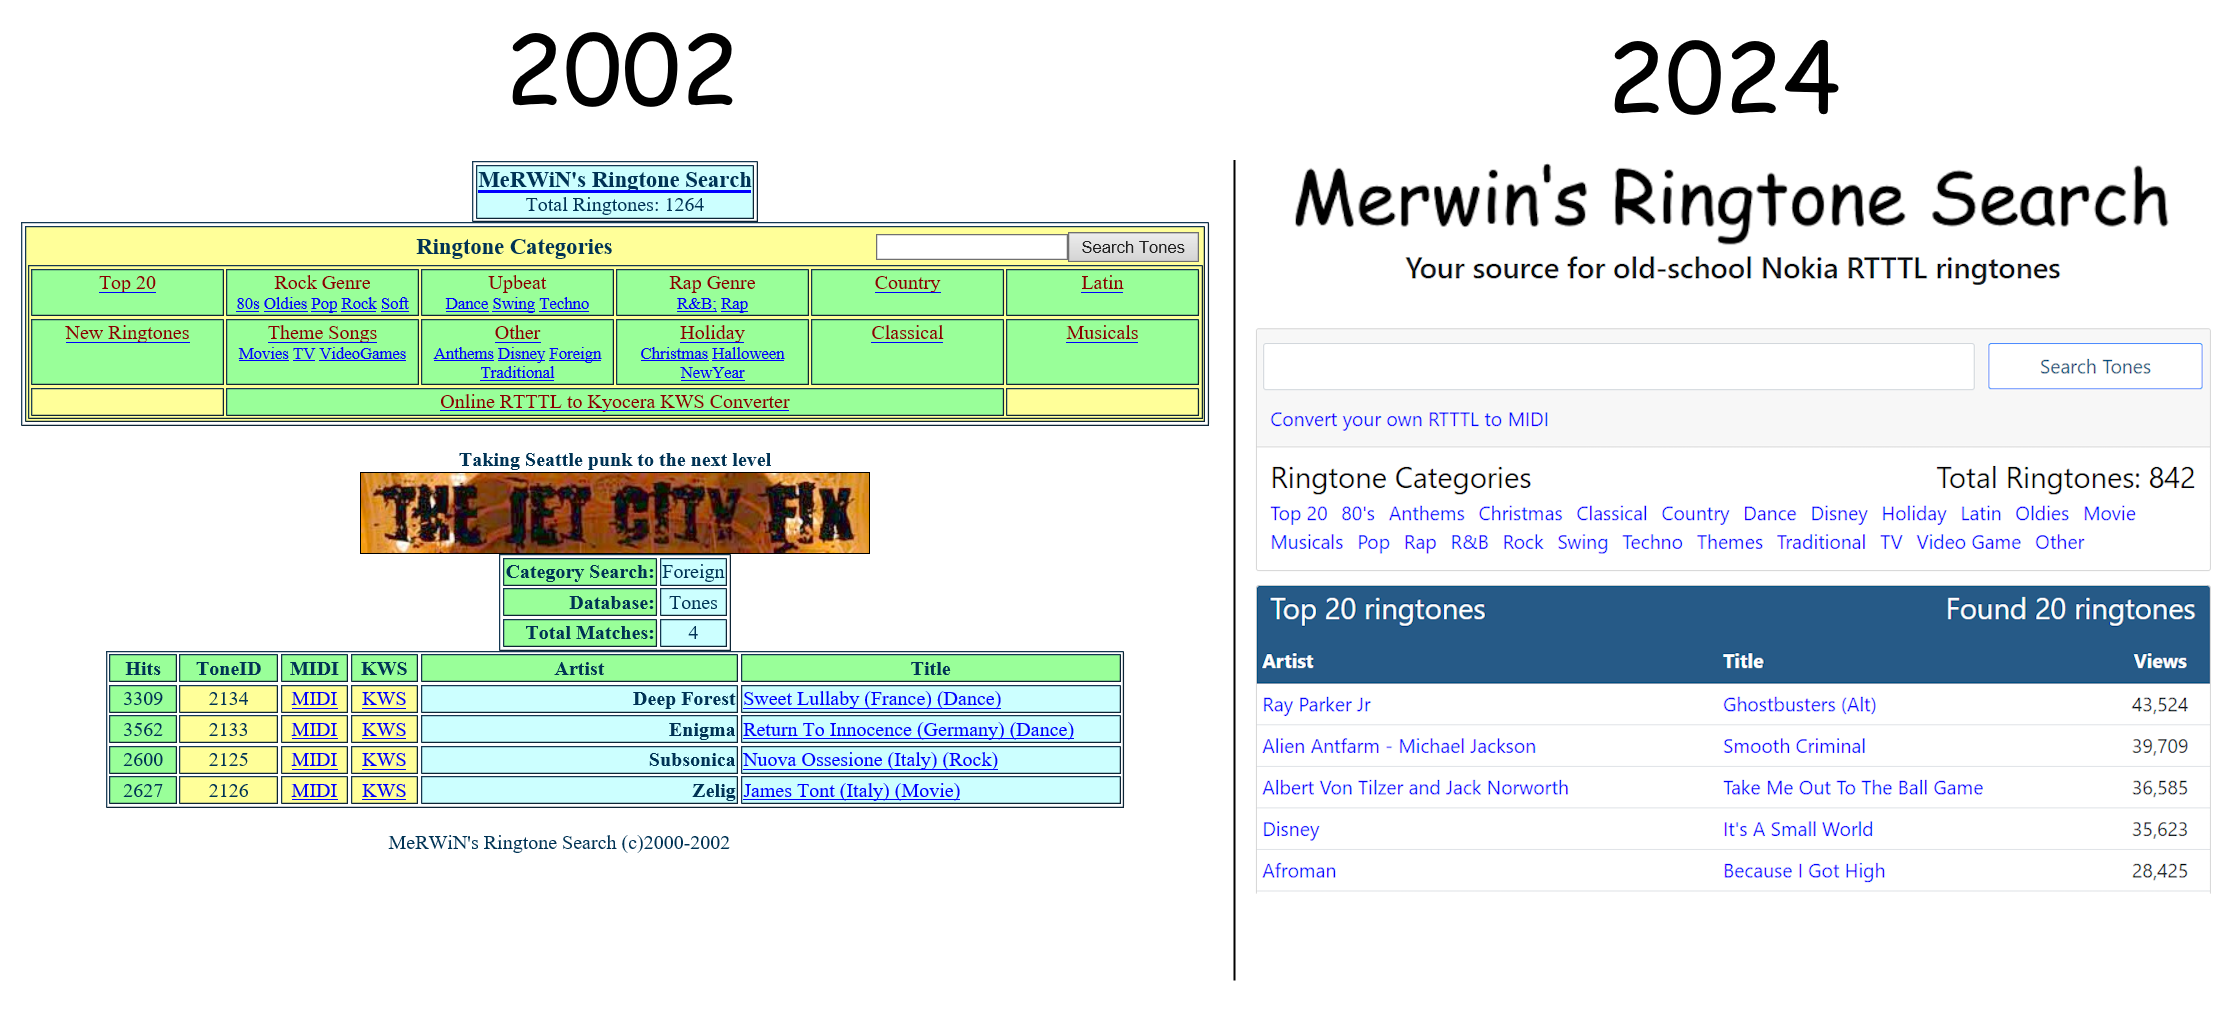 2002
MeRWiN's Ringtone Search
Total Ringtones: 1264
Ringtone Categories Search Tones
Top 20 Rock Genre Upbeat Rap Genre Country Latin
80s Oldies Pop Rock Soft Dance Swing Techno R&B; Rap
New Ringtones Theme Songs Other Holiday Classical Musicals
Movies TV VideoGames Anthems Disney Foreign Christmas Halloween
Traditional NewYear
Online RTTTL to Kyocera KWS Converter
Taking Seattle punk to the next level
THE JET CITY FIX
Category Search: Foreign
Database: Tones
Total Matches: 4
Hits ToneID MIDI KWS Artist Title
3309 2134 MIDI KWS Deep Forest Sweet Lullaby (France) (Dance)
3562 2133 MIDI KWS Enigma Return To Innocence (Germany) (Dance)
2600 2125 MIDI KWS Subsonica Nuova Ossesione (Italy) (Rock)
2627 2126 MIDI KWS Zelig James Tont (Italy) (Movie)
MeRWiN's Ringtone Search (c)2000-2002
2024
Merwin's Ringtone Search
Your source for old-school Nokia RTTTL ringtones
Search Tones
Convert your own RTTTL to MIDI
Ringtone Categories Total Ringtones: 842
Top 20 80's Anthems Christmas Classical Country Dance Disney Holiday Latin Oldies Movie
Musicals Pop Rap R&B Rock Swing Techno Themes Traditional TV Video Game Other
Top 20 ringtones Found 20 ringtones
Artist Title Views
Ray Parker Jr Ghostbusters (Alt) 43,524
Alien Antfarm - Michael Jackson Smooth Criminal 39,709
Albert Von Tilzer and Jack Norworth Take Me Out To The Ball Game 36,585
Disney It's A Small World 35,623
Afroman Because I Got High 28,425